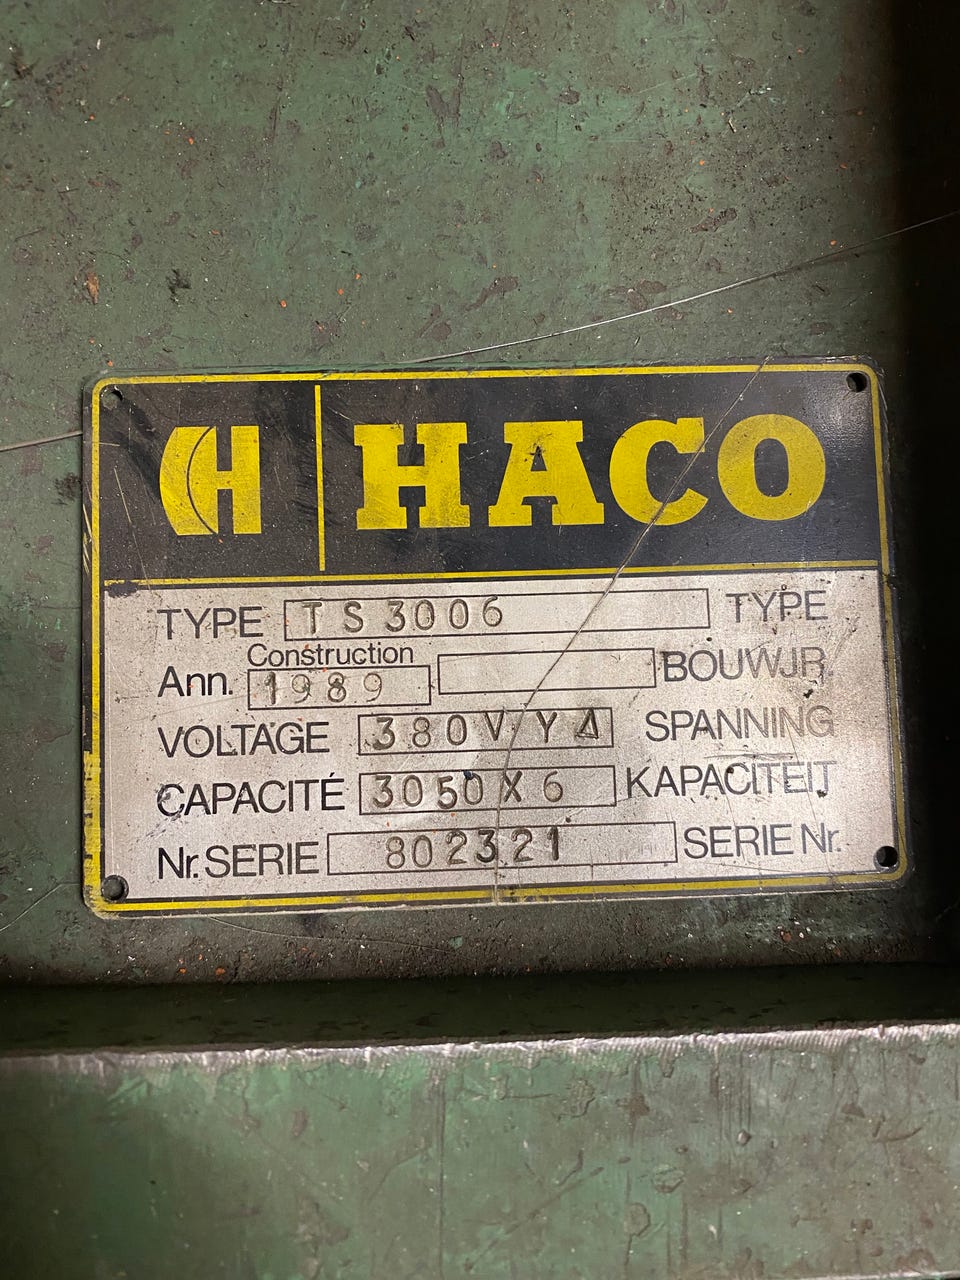 H HACO
TYPE TS 3006 TYPE
Construction
Ann. 1989 BOUWJR.
VOLTAGE 380V YΔ SPANNING
CAPACITÉ 3050 X 6 KAPACITEIT
Nr. SERIE 802321 SERIE Nr.